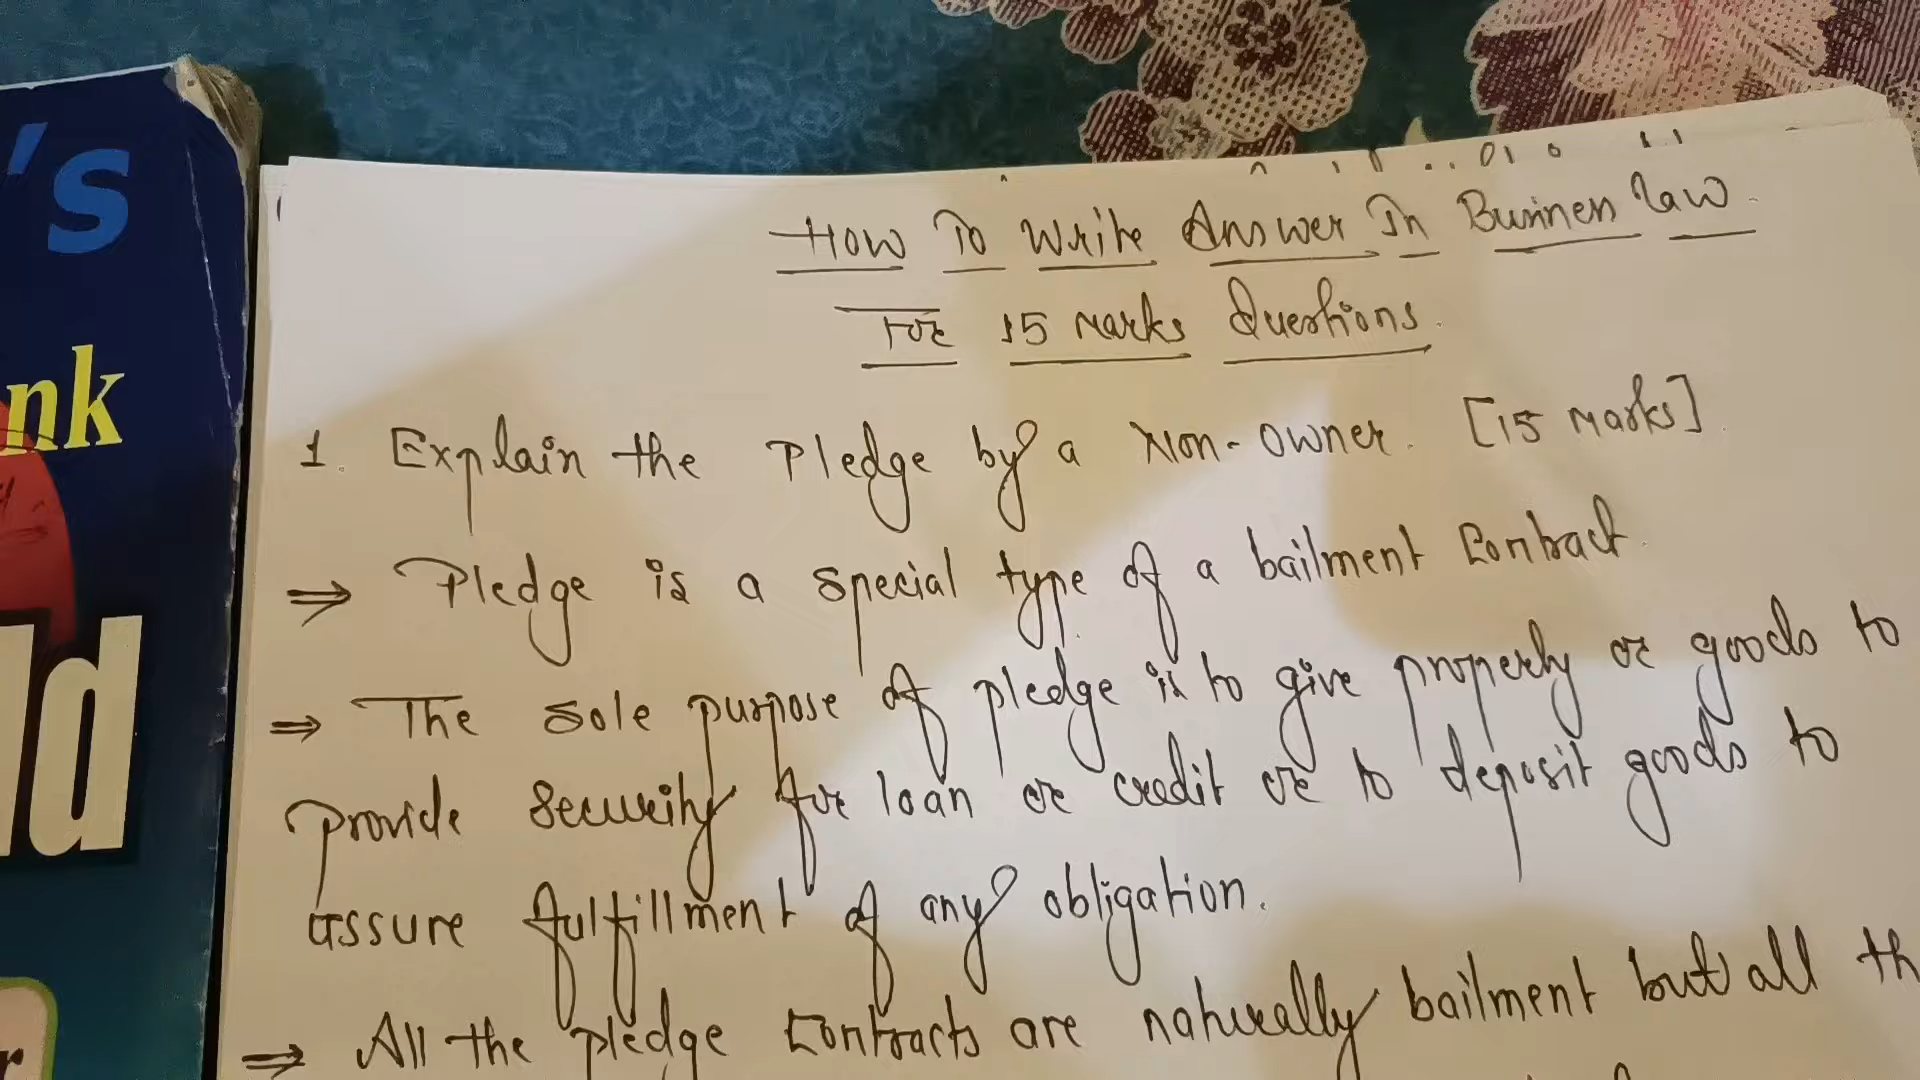 's
nk
ld
r
How To Write Answer In Business Law.
For 15 Marks Questions.
1. Explain the Pledge by a Non-Owner. [15 Marks]
⇒ Pledge is a special type of a bailment Contract.
⇒ The sole purpose of pledge is to give property or goods to
provide security for loan or credit or to deposit goods to
assure fulfillment of any obligation.
⇒ All the pledge Contracts are naturally bailment but all th